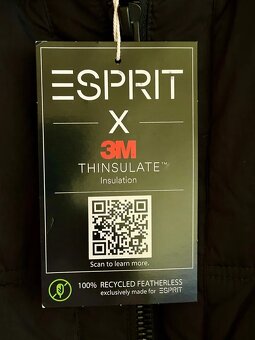 ESPRIT
X
3M
THINSULATE™
Insulation
Scan to learn more.
100% RECYCLED FEATHERLESS
exclusively made for ESPRIT